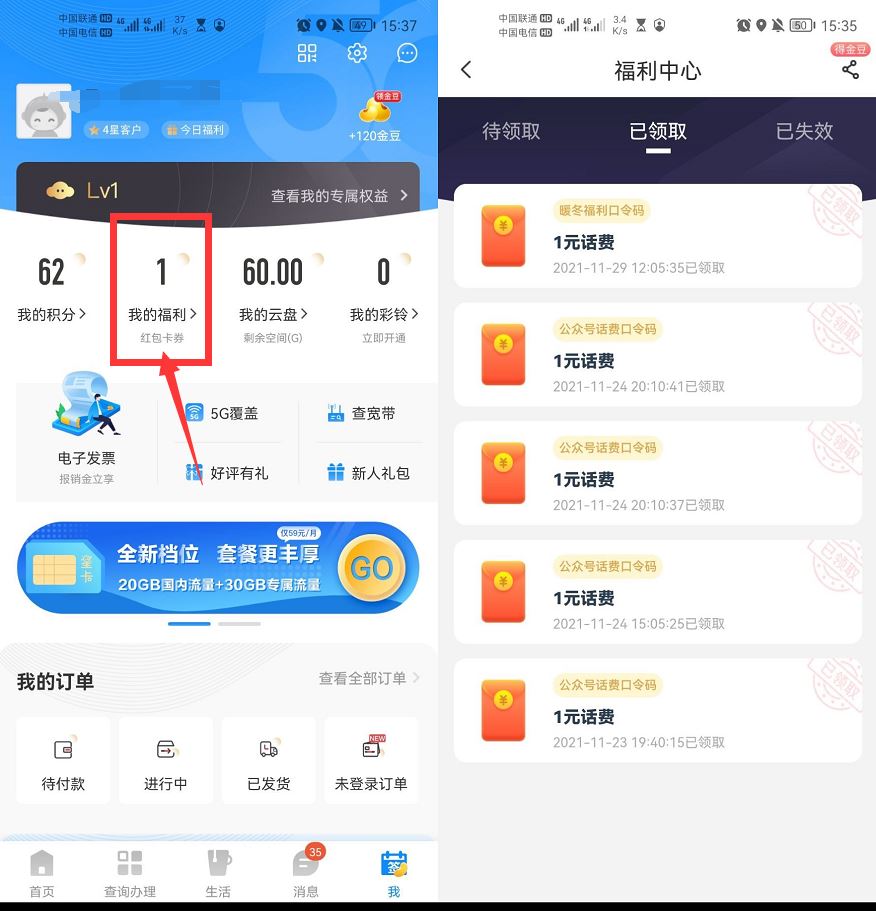 中国联通 HD
中国电信 HD
4G
4G
37
K/s
49
15:37
领金豆
4星客户
今日福利
+120金豆
Lv1
查看我的专属权益
62
我的积分
1
我的福利
红包卡券
60.00
我的云盘
剩余空间(G)
0
我的彩铃
立即开通
电子发票
报销金立享
5G
5G覆盖
查宽带
好评有礼
新人礼包
星卡
全新档位 套餐更丰厚
仅59元/月
20GB国内流量+30GB专属流量
GO
我的订单
查看全部订单
待付款
进行中
已发货
NEW
未登录订单
首页
查询办理
生活
35
消息
签
我
中国联通 HD
中国电信 HD
4G
4G
3.4
K/s
50
15:35
得金豆
福利中心
待领取
已领取
已失效
暖冬福利口令码
1元话费
2021-11-29 12:05:35已领取
已领取
公众号话费口令码
1元话费
2021-11-24 20:10:41已领取
已领取
公众号话费口令码
1元话费
2021-11-24 20:10:37已领取
已领取
公众号话费口令码
1元话费
2021-11-24 15:05:25已领取
已领取
公众号话费口令码
1元话费
2021-11-23 19:40:15已领取
已领取